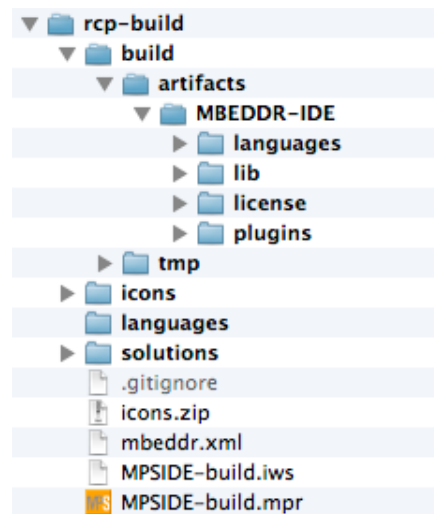 rcp-build
build
artifacts
MBEDDR-IDE
languages
lib
license
plugins
tmp
icons
languages
solutions
.gitignore
icons.zip
mbeddr.xml
MPSIDE-build.iws
MPS MPSIDE-build.mpr